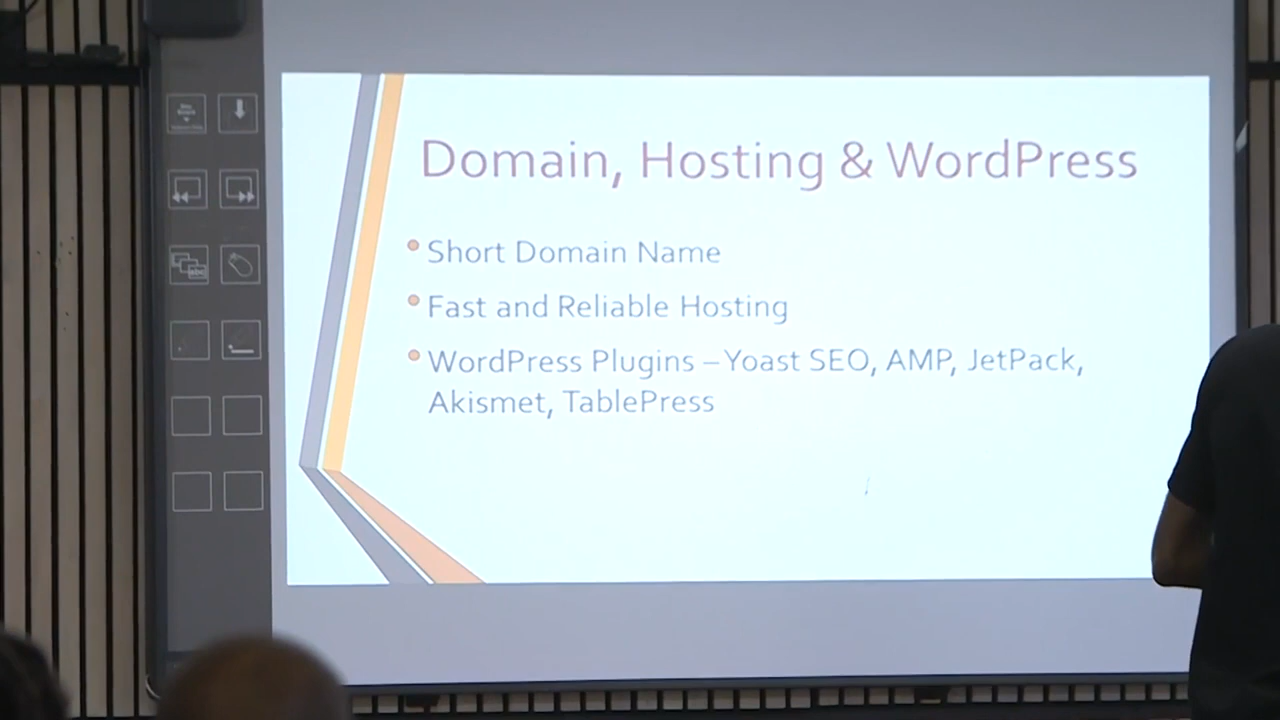 Domain, Hosting & WordPress
Short Domain Name
Fast and Reliable Hosting
WordPress Plugins – Yoast SEO, AMP, JetPack,
Akismet, TablePress